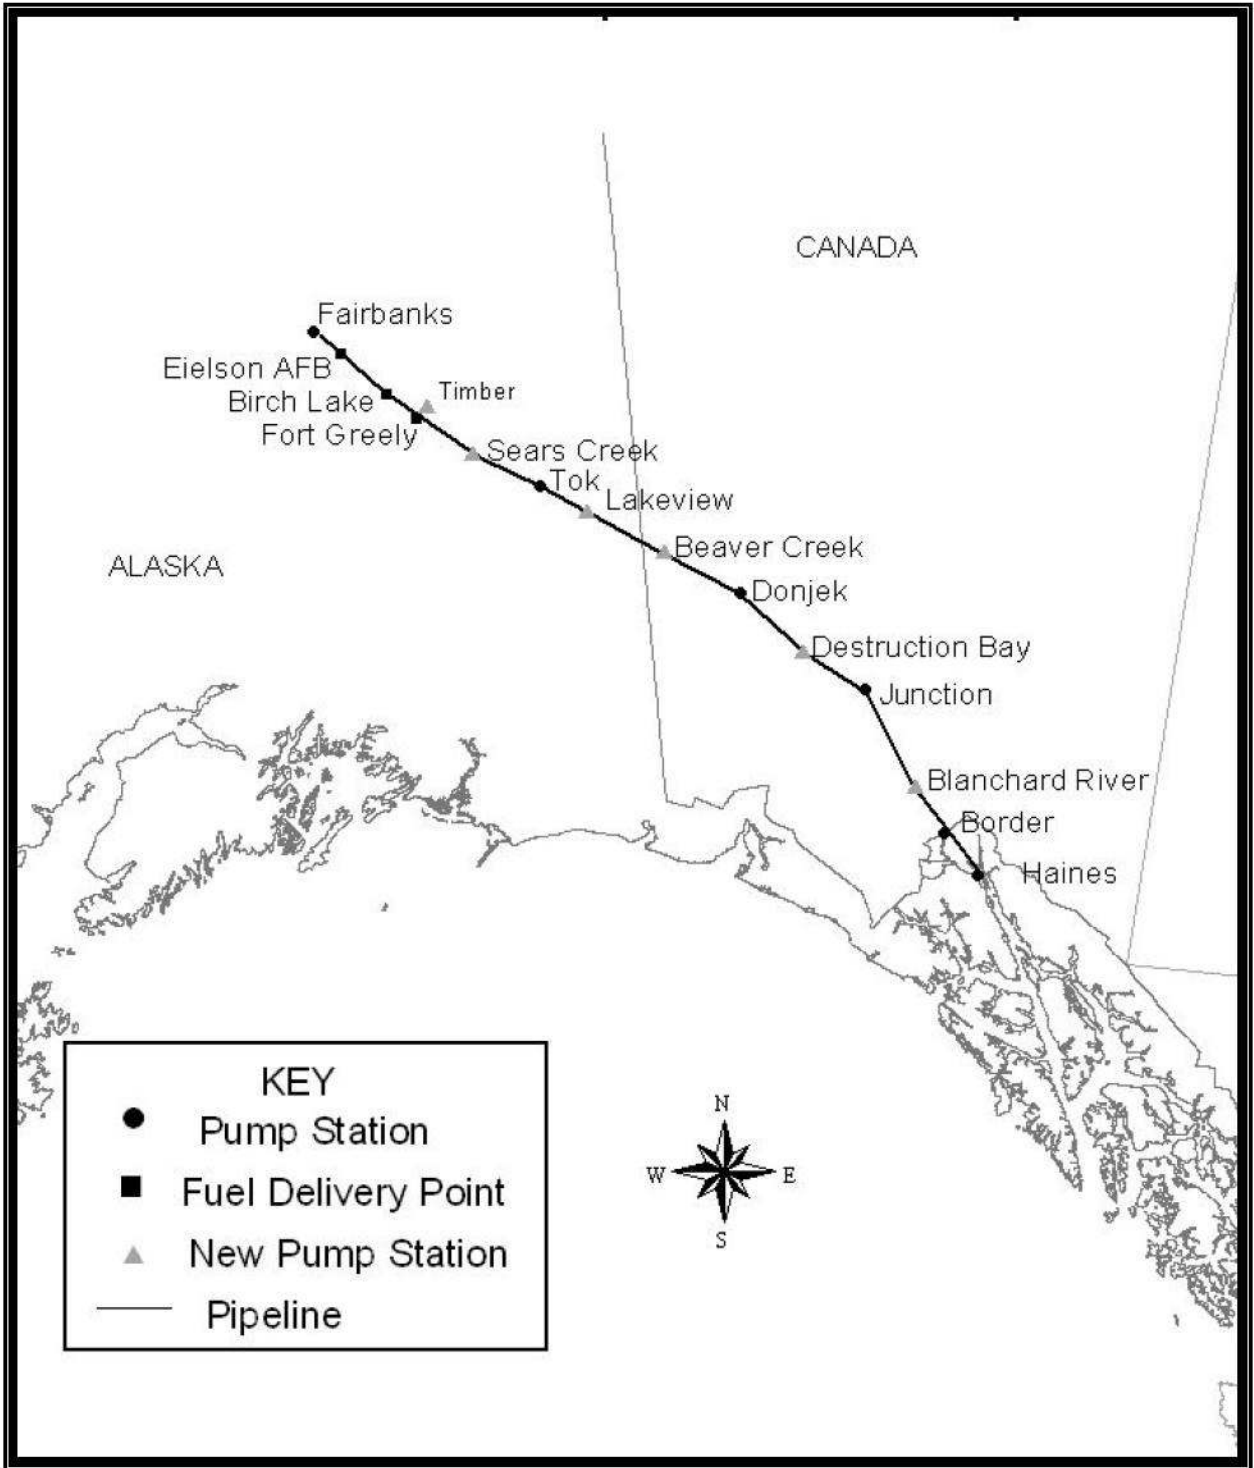 CANADA
Fairbanks
Eielson AFB
Timber
Birch Lake
Fort Greely
Sears Creek
Tok
Lakeview
Beaver Creek
ALASKA
Donjek
Destruction Bay
Junction
Blanchard River
Border
Haines
KEY
Pump Station
Fuel Delivery Point
New Pump Station
Pipeline
N
W
E
S